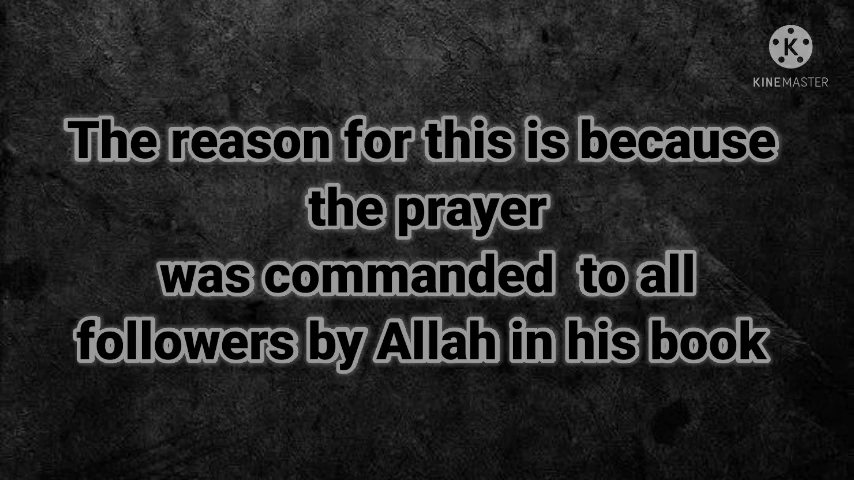 K
KINEMASTER
The reason for this is because
the prayer
was commanded to all
followers by Allah in his book